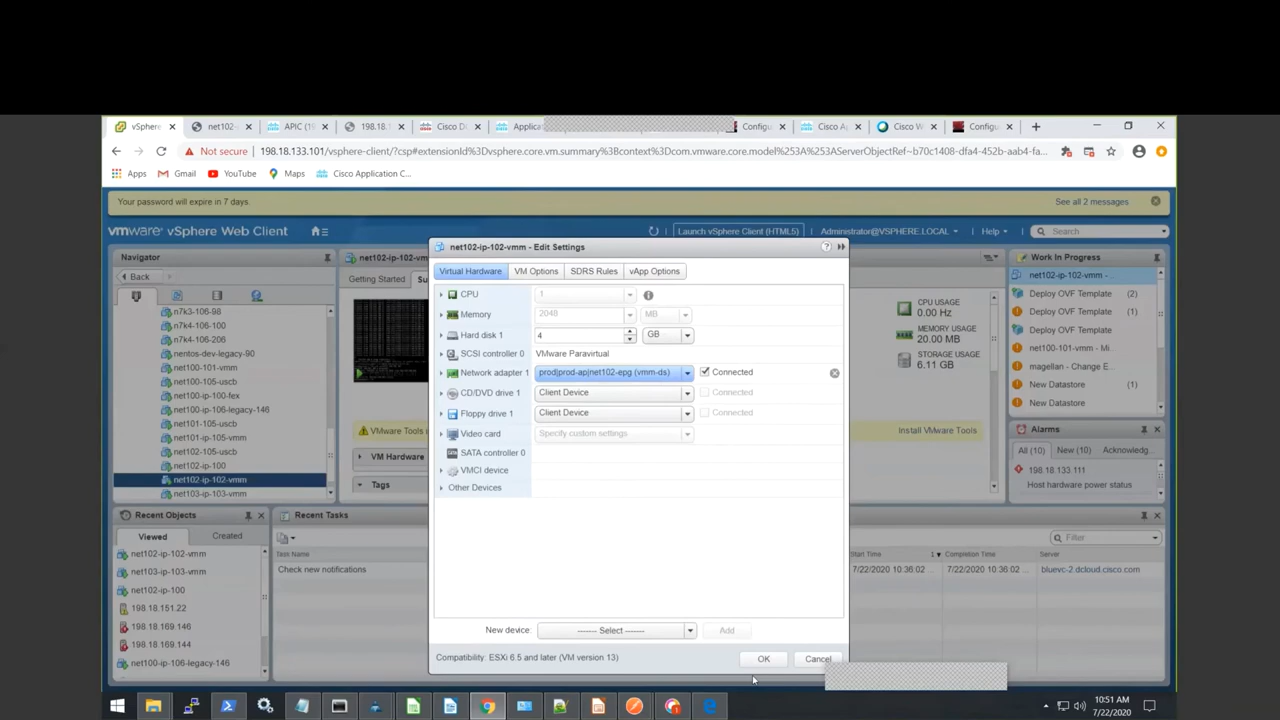 vSphere
net102-
APIC (19
198.18.1
Cisco D
Applica
Configu
Cisco Ap
Cisco W
Configu
Not secure
198.18.133.101/vsphere-client/?csp#extensionId%3Dvsphere.core.vm.summary%3Bcontext%3Dcom.vmware.core.model%253A%253AServerObjectRef~b70c1408-dfa4-452b-aab4-fa...
Apps
Gmail
YouTube
Maps
Cisco Application C...
Your password will expire in 7 days.
See all 2 messages
vmware vSphere Web Client
Launch vSphere Client (HTML5)
Administrator@VSPHERE.LOCAL
Help
Search
Navigator
Back
n7k3-106-98
n7k4-106-100
n7k4-106-206
nentos-dev-legacy-90
net100-101-vmm
net100-ip-100-fex
net100-ip-106-legacy-146
net101-105-uscb
net101-ip-105-vmm
net102-105-uscb
net102-ip-100
net102-ip-102-vmm
net103-ip-103-vmm
net102-ip
Getting Started
Su
VMware Tools i
VM Hardware
Tags
net102-ip-102-vmm - Edit Settings
Virtual Hardware
VM Options
SDRS Rules
vApp Options
CPU
1
Memory
2048
MB
Hard disk 1
4
GB
SCSI controller 0
VMware Paravirtual
Network adapter 1
prod|prod-ap|net102-epg (vmm-ds)
Connected
CD/DVD drive 1
Client Device
Connected
Floppy drive 1
Client Device
Connected
Video card
Specify custom settings
SATA controller 0
VMCI device
Other Devices
New device:
------- Select -------
Add
Compatibility: ESXi 6.5 and later (VM version 13)
OK
Cancel
CPU USAGE
0 Hz
MEMORY USAGE
20.00 MB
STORAGE USAGE
6.11 GB
Install VMware Tools
Work In Progress
net102-ip-102-vmm - ...
Deploy OVF Template
(2)
Deploy OVF Template
Deploy OVF Template
net100-101-vmm - Mi...
magellan - Change E...
New Datastore
New Datastore
Alarms
All (10)
New (10)
Acknowledg...
198.18.133.111
Host hardware power status
Recent Objects
Viewed
Created
net102-ip-102-vmm
net103-ip-103-vmm
net102-ip-100
198.18.151.22
198.18.169.146
198.18.169.144
net100-ip-106-legacy-146
Recent Tasks
Filter
Task Name
Start Time
1
Completion Time
Server
Check new notifications
7/22/2020 10:36:02 ...
7/22/2020 10:36:02 ...
bluevc-2.dcloud.cisco.com
10:51 AM
7/22/2020